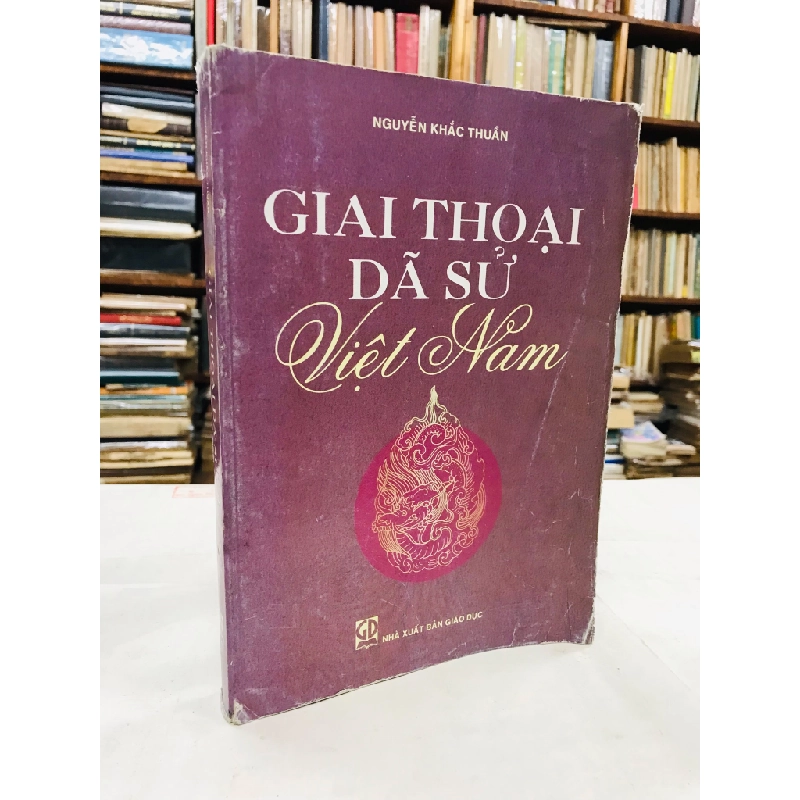 NGUYỄN KHẮC THUẦN
GIAI THOẠI
DÃ SỬ
Việt Nam
GD
NHÀ XUẤT BẢN GIÁO DỤC